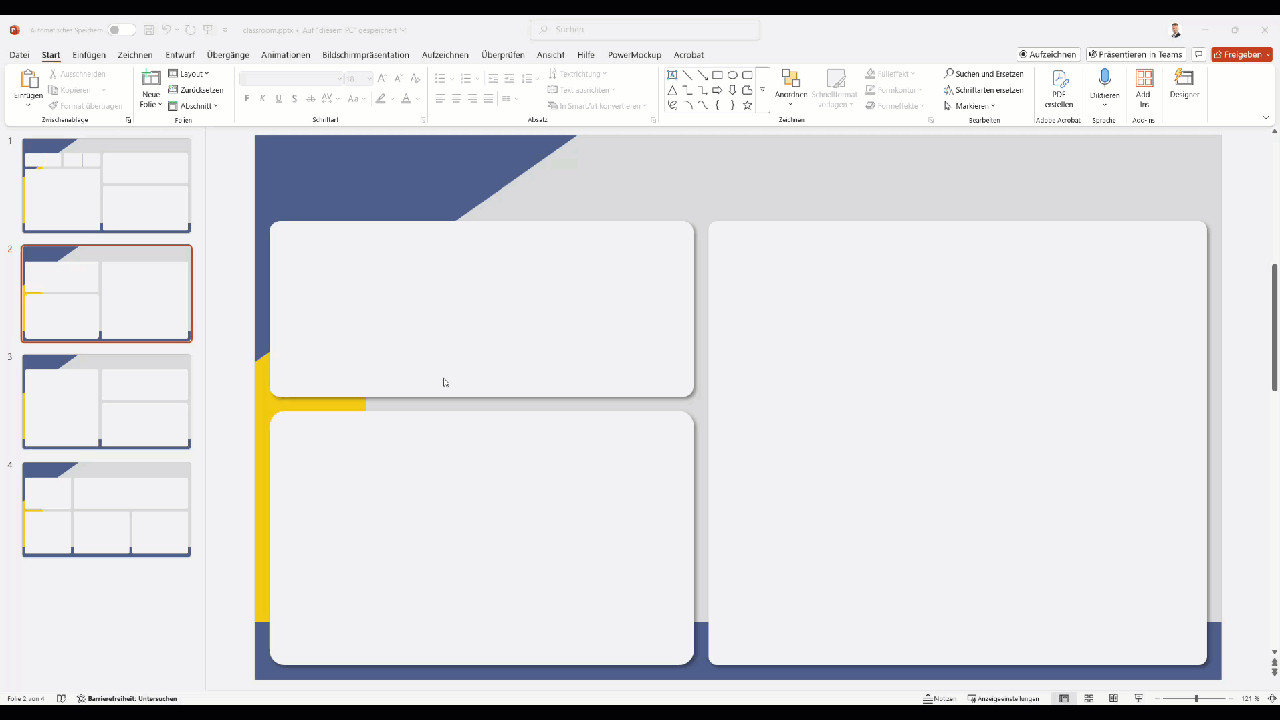 Automatisches Speichern classroom.pptx • Auf "diesem PC" gespeichert Suchen
Datei Start Einfügen Zeichnen Entwurf Übergänge Animationen Bildschirmpräsentation Aufzeichnen Überprüfen Ansicht Hilfe PowerMockup Acrobat Aufzeichnen Präsentieren in Teams Freigeben
Einfügen
Ausschneiden
Kopieren
Format übertragen
Zwischenablage
Neue Folie
Layout
Zurücksetzen
Abschnitt
Folien
F K U S ab AV Aa A A A
Schriftart
Textrichtung
Text ausrichten
In SmartArt konvertieren
Absatz
Anordnen
Schnellformat vorlagen
Fülleffekt
Formkontur
Formeffekte
Zeichnen
Suchen und Ersetzen
Schriftarten ersetzen
Markieren
Bearbeiten
PDF erstellen
Adobe Acrobat
Diktieren
Sprache
Add Ins
Add-ins
Designer
1
2
3
4
Folie 2 von 4 Barrierefreiheit: Untersuchen Notizen Anzeigeeinstellungen 121 %